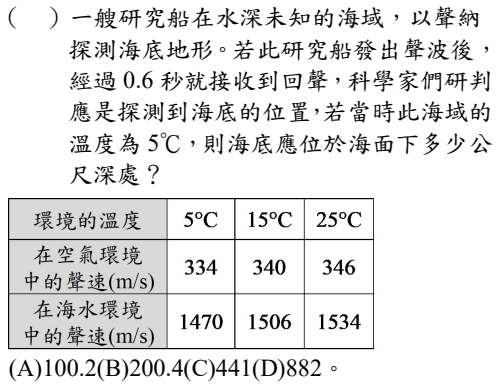 (　)一艘研究船在水深未知的海域，以聲納
探測海底地形。若此研究船發出聲波後，
經過 0.6 秒就接收到回聲，科學家們研判
應是探測到海底的位置，若當時此海域的
溫度為 5℃，則海底應位於海面下多少公
尺深處？
環境的溫度 5°C 15°C 25°C
在空氣環境
中的聲速(m/s) 334 340 346
在海水環境
中的聲速(m/s) 1470 1506 1534
(A)100.2(B)200.4(C)441(D)882。